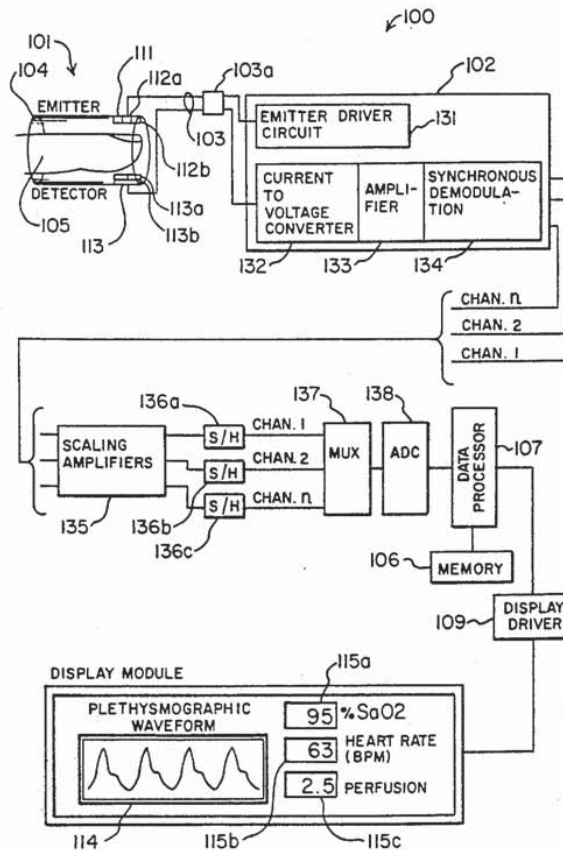 100
101
111
112a
104
103a
102
EMITTER
103
EMITTER DRIVER
CIRCUIT
131
112b
CURRENT
TO
VOLTAGE
CONVERTER
AMPLI-
FIER
SYNCHRONOUS
DEMODULA-
TION
113a
DETECTOR
105
113
113b
132
133
134
CHAN. n
CHAN. 2
CHAN. 1
136a
137
138
SCALING
AMPLIFIERS
S/H
CHAN. 1
S/H
CHAN. 2
S/H
CHAN. n
MUX
ADC
DATA
PROCESSOR
107
135
136b
136c
106
MEMORY
109
DISPLAY
DRIVER
DISPLAY MODULE
115a
PLETHYSMOGRAPHIC
WAVEFORM
95 %SaO2
63 HEART RATE
(BPM)
2.5 PERFUSION
114
115b
115c